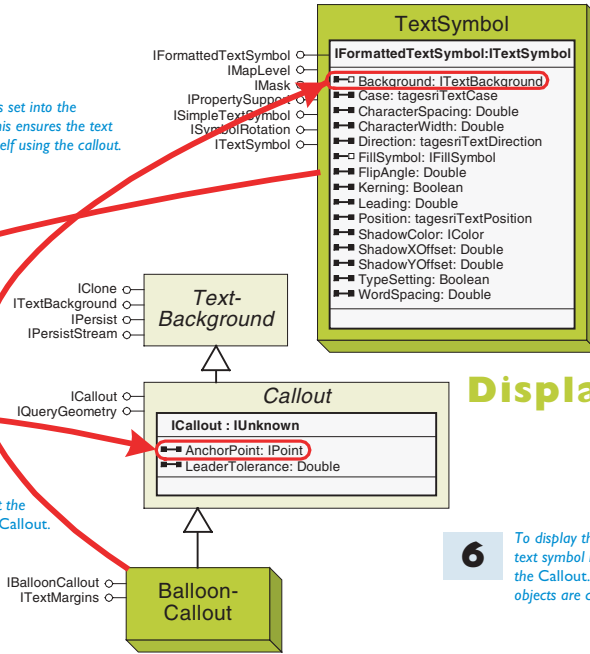 TextSymbol
IFormattedTextSymbol
IMapLevel
IMask
IPropertySupport
ISimpleTextSymbol
ISymbolRotation
ITextSymbol
IFormattedTextSymbol:ITextSymbol
Background: ITextBackground
Case: tagesriTextCase
CharacterSpacing: Double
CharacterWidth: Double
Direction: tagesriTextDirection
FillSymbol: IFillSymbol
FlipAngle: Double
Kerning: Boolean
Leading: Double
Position: tagesriTextPosition
ShadowColor: IColor
ShadowXOffset: Double
ShadowYOffset: Double
TypeSetting: Boolean
WordSpacing: Double
set into the
this ensures the text
using the callout.
IClone
ITextBackground
IPersist
IPersistStream
Text-
Background
ICallout
IQueryGeometry
Callout
ICallout : IUnknown
AnchorPoint: IPoint
LeaderTolerance: Double
Displa
the
Callout.
IBalloonCallout
ITextMargins
Balloon-
Callout
6
To display th
text symbol
the Callout.
objects are c